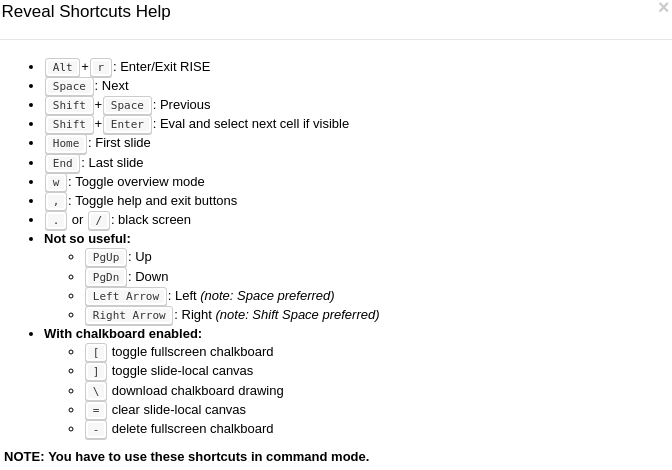 Reveal Shortcuts Help ×
Alt + r : Enter/Exit RISE
Space : Next
Shift + Space : Previous
Shift + Enter : Eval and select next cell if visible
Home : First slide
End : Last slide
w : Toggle overview mode
, : Toggle help and exit buttons
. or / : black screen
Not so useful:
PgUp : Up
PgDn : Down
Left Arrow : Left (note: Space preferred)
Right Arrow : Right (note: Shift Space preferred)
With chalkboard enabled:
[ toggle fullscreen chalkboard
] toggle slide-local canvas
\ download chalkboard drawing
= clear slide-local canvas
- delete fullscreen chalkboard
NOTE: You have to use these shortcuts in command mode.